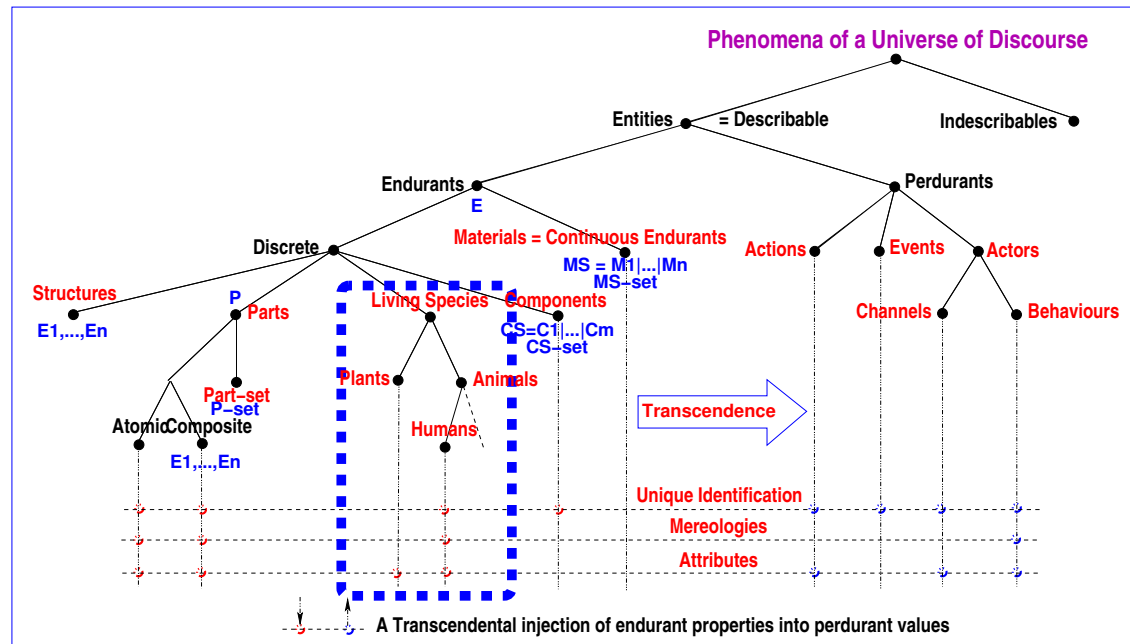 Phenomena of a Universe of Discourse
Entities = Describable
Indescribables
Endurants
E
Perdurants
Discrete
Materials = Continuous Endurants
MS = M1|...|Mn
MS-set
Actions
Events
Actors
Structures
E1,...,En
P
Parts
Living Species
Components
CS=C1|...|Cm
CS-set
Channels
Behaviours
Part-set
P-set
Plants
Animals
Transcendence
Atomic
Composite
E1,...,En
Humans
Unique Identification
Mereologies
Attributes
A Transcendental injection of endurant properties into perdurant values